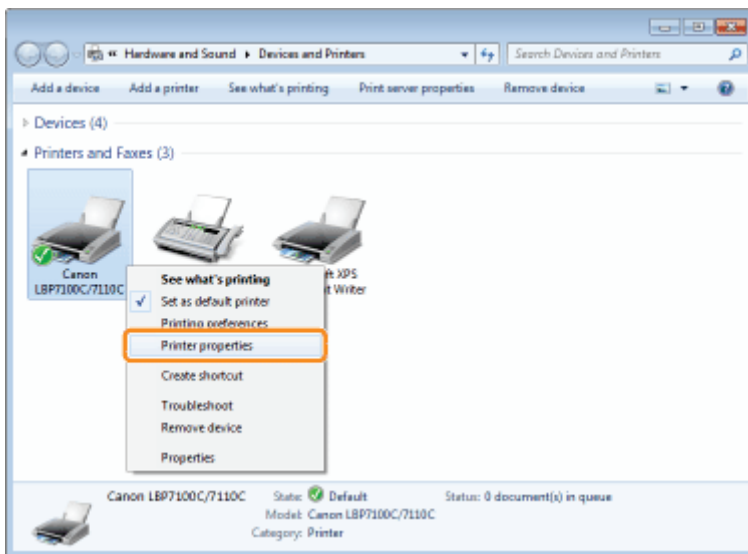 « Hardware and Sound ▸ Devices and Printers
Search Devices and Printers
Add a device Add a printer See what's printing Print server properties Remove device
Devices (4)
Printers and Faxes (3)
Canon
LBP7100C/7110C
ft XPS
t Writer
See what's printing
Set as default printer
Printing preferences
Printer properties
Create shortcut
Troubleshoot
Remove device
Properties
Canon LBP7100C/7110C State: Default Status: 0 document(s) in queue
Model: Canon LBP7100C/7110C
Category: Printer